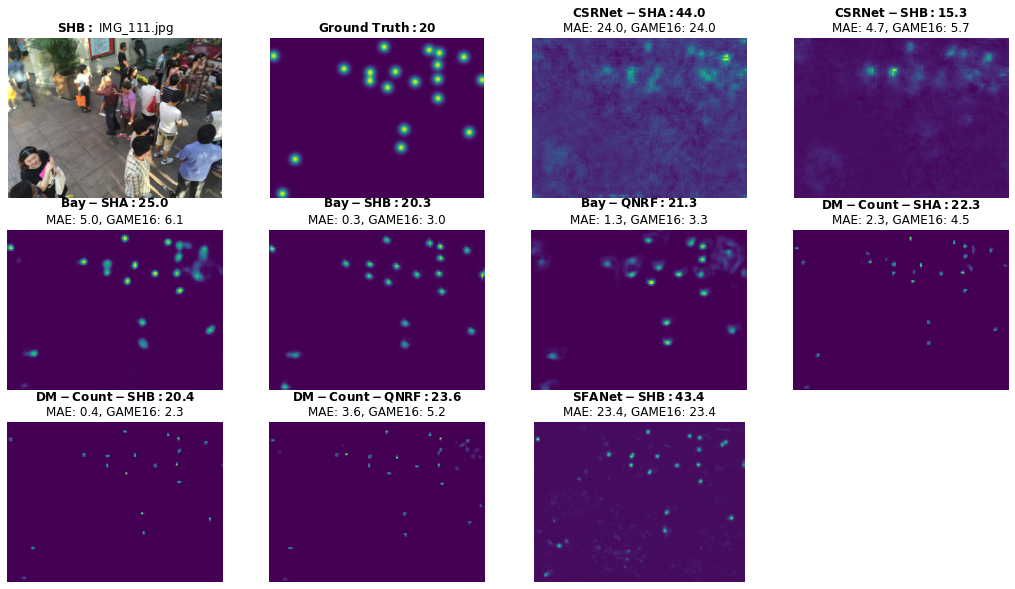 SHB: IMG_111.jpg
Ground Truth:20
CSRNet−SHA:44.0
MAE: 24.0, GAME16: 24.0
CSRNet−SHB:15.3
MAE: 4.7, GAME16: 5.7
Bay−SHA:25.0
MAE: 5.0, GAME16: 6.1
Bay−SHB:20.3
MAE: 0.3, GAME16: 3.0
Bay−QNRF:21.3
MAE: 1.3, GAME16: 3.3
DM−Count−SHA:22.3
MAE: 2.3, GAME16: 4.5
DM−Count−SHB:20.4
MAE: 0.4, GAME16: 2.3
DM−Count−QNRF:23.6
MAE: 3.6, GAME16: 5.2
SFANet−SHB:43.4
MAE: 23.4, GAME16: 23.4